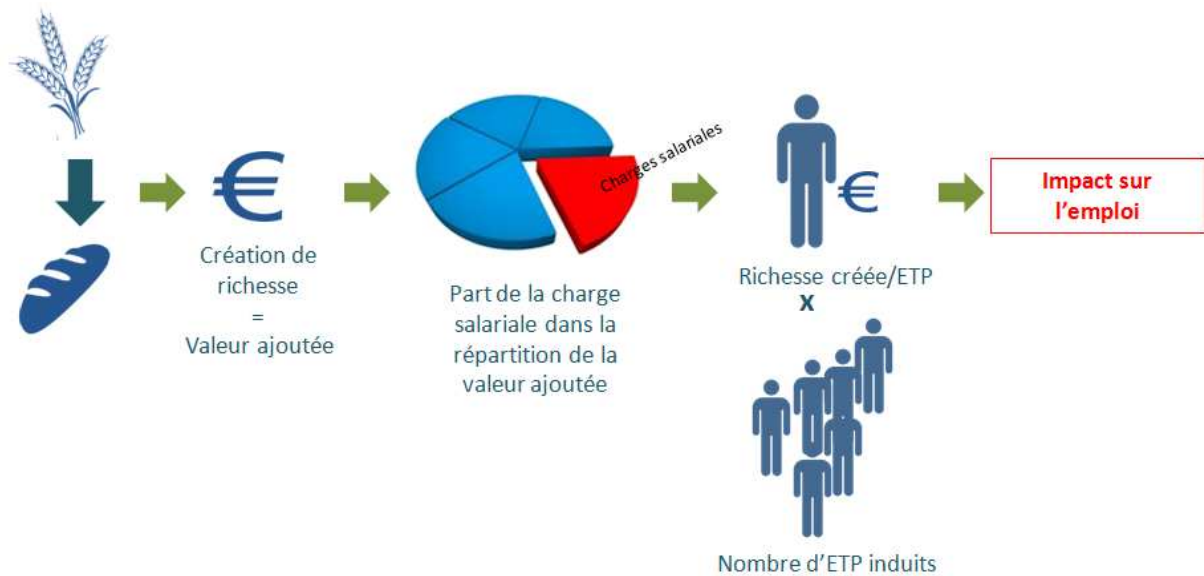 €
Création de
richesse
=
Valeur ajoutée
Charges salariales
Part de la charge
salariale dans la
répartition de la
valeur ajoutée
€
Richesse créée/ETP
X
Nombre d'ETP induits
Impact sur
l'emploi